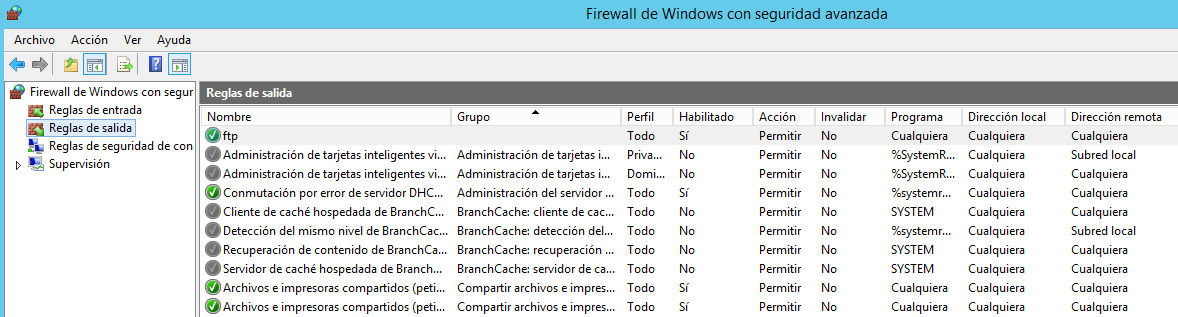 Firewall de Windows con seguridad avanzada
Archivo Acción Ver Ayuda
Firewall de Windows con segur
Reglas de entrada
Reglas de salida
Reglas de seguridad de con
Supervisión
Reglas de salida
Nombre Grupo Perfil Habilitado Acción Invalidar Programa Dirección local Dirección remota
ftp Todo Sí Permitir No Cualquiera Cualquiera Cualquiera
Administración de tarjetas inteligentes vi... Administración de tarjetas i... Priva... No Permitir No %SystemR... Cualquiera Subred local
Administración de tarjetas inteligentes vi... Administración de tarjetas i... Domi... No Permitir No %SystemR... Cualquiera Cualquiera
Conmutación por error de servidor DHC... Administración del servidor ... Todo Sí Permitir No %systemr... Cualquiera Cualquiera
Cliente de caché hospedada de BranchC... BranchCache: cliente de cac... Todo No Permitir No SYSTEM Cualquiera Cualquiera
Detección del mismo nivel de BranchCac... BranchCache: detección del... Todo No Permitir No %systemr... Cualquiera Subred local
Recuperación de contenido de BranchCa... BranchCache: recuperación ... Todo No Permitir No SYSTEM Cualquiera Cualquiera
Servidor de caché hospedada de Branch... BranchCache: servidor de ca... Todo No Permitir No SYSTEM Cualquiera Cualquiera
Archivos e impresoras compartidos (peti... Compartir archivos e impres... Todo Sí Permitir No Cualquiera Cualquiera Cualquiera
Archivos e impresoras compartidos (peti... Compartir archivos e impres... Todo Sí Permitir No Cualquiera Cualquiera Cualquiera